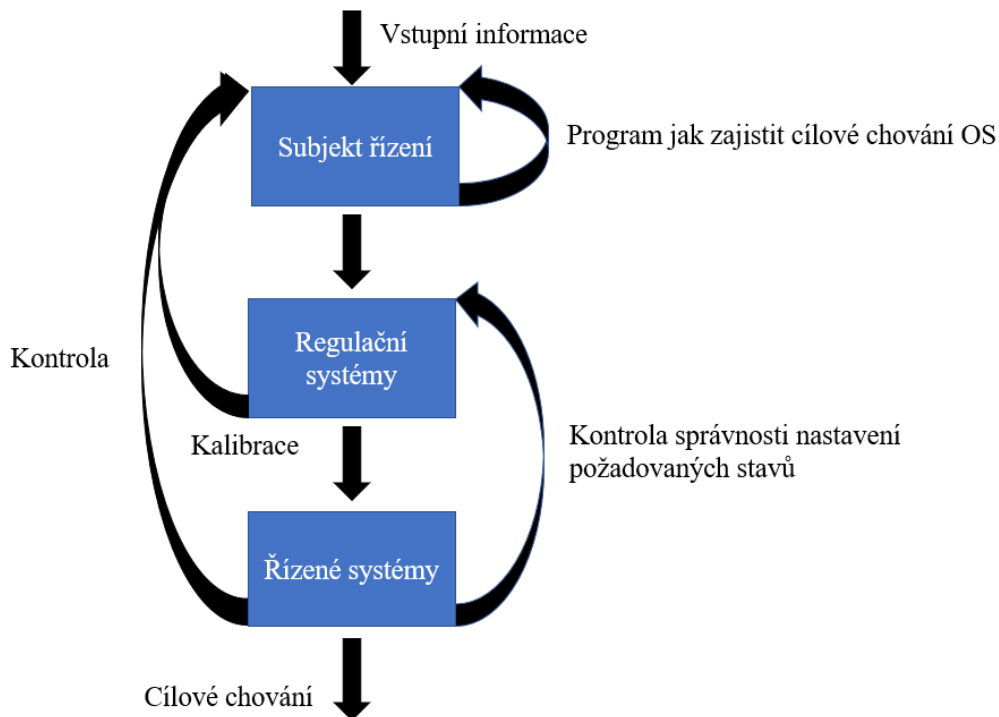 Vstupní informace
Subjekt řízení
Program jak zajistit cílové chování OS
Regulační
systémy
Kontrola
Kalibrace
Kontrola správnosti nastavení
požadovaných stavů
Řízené systémy
Cílové chování